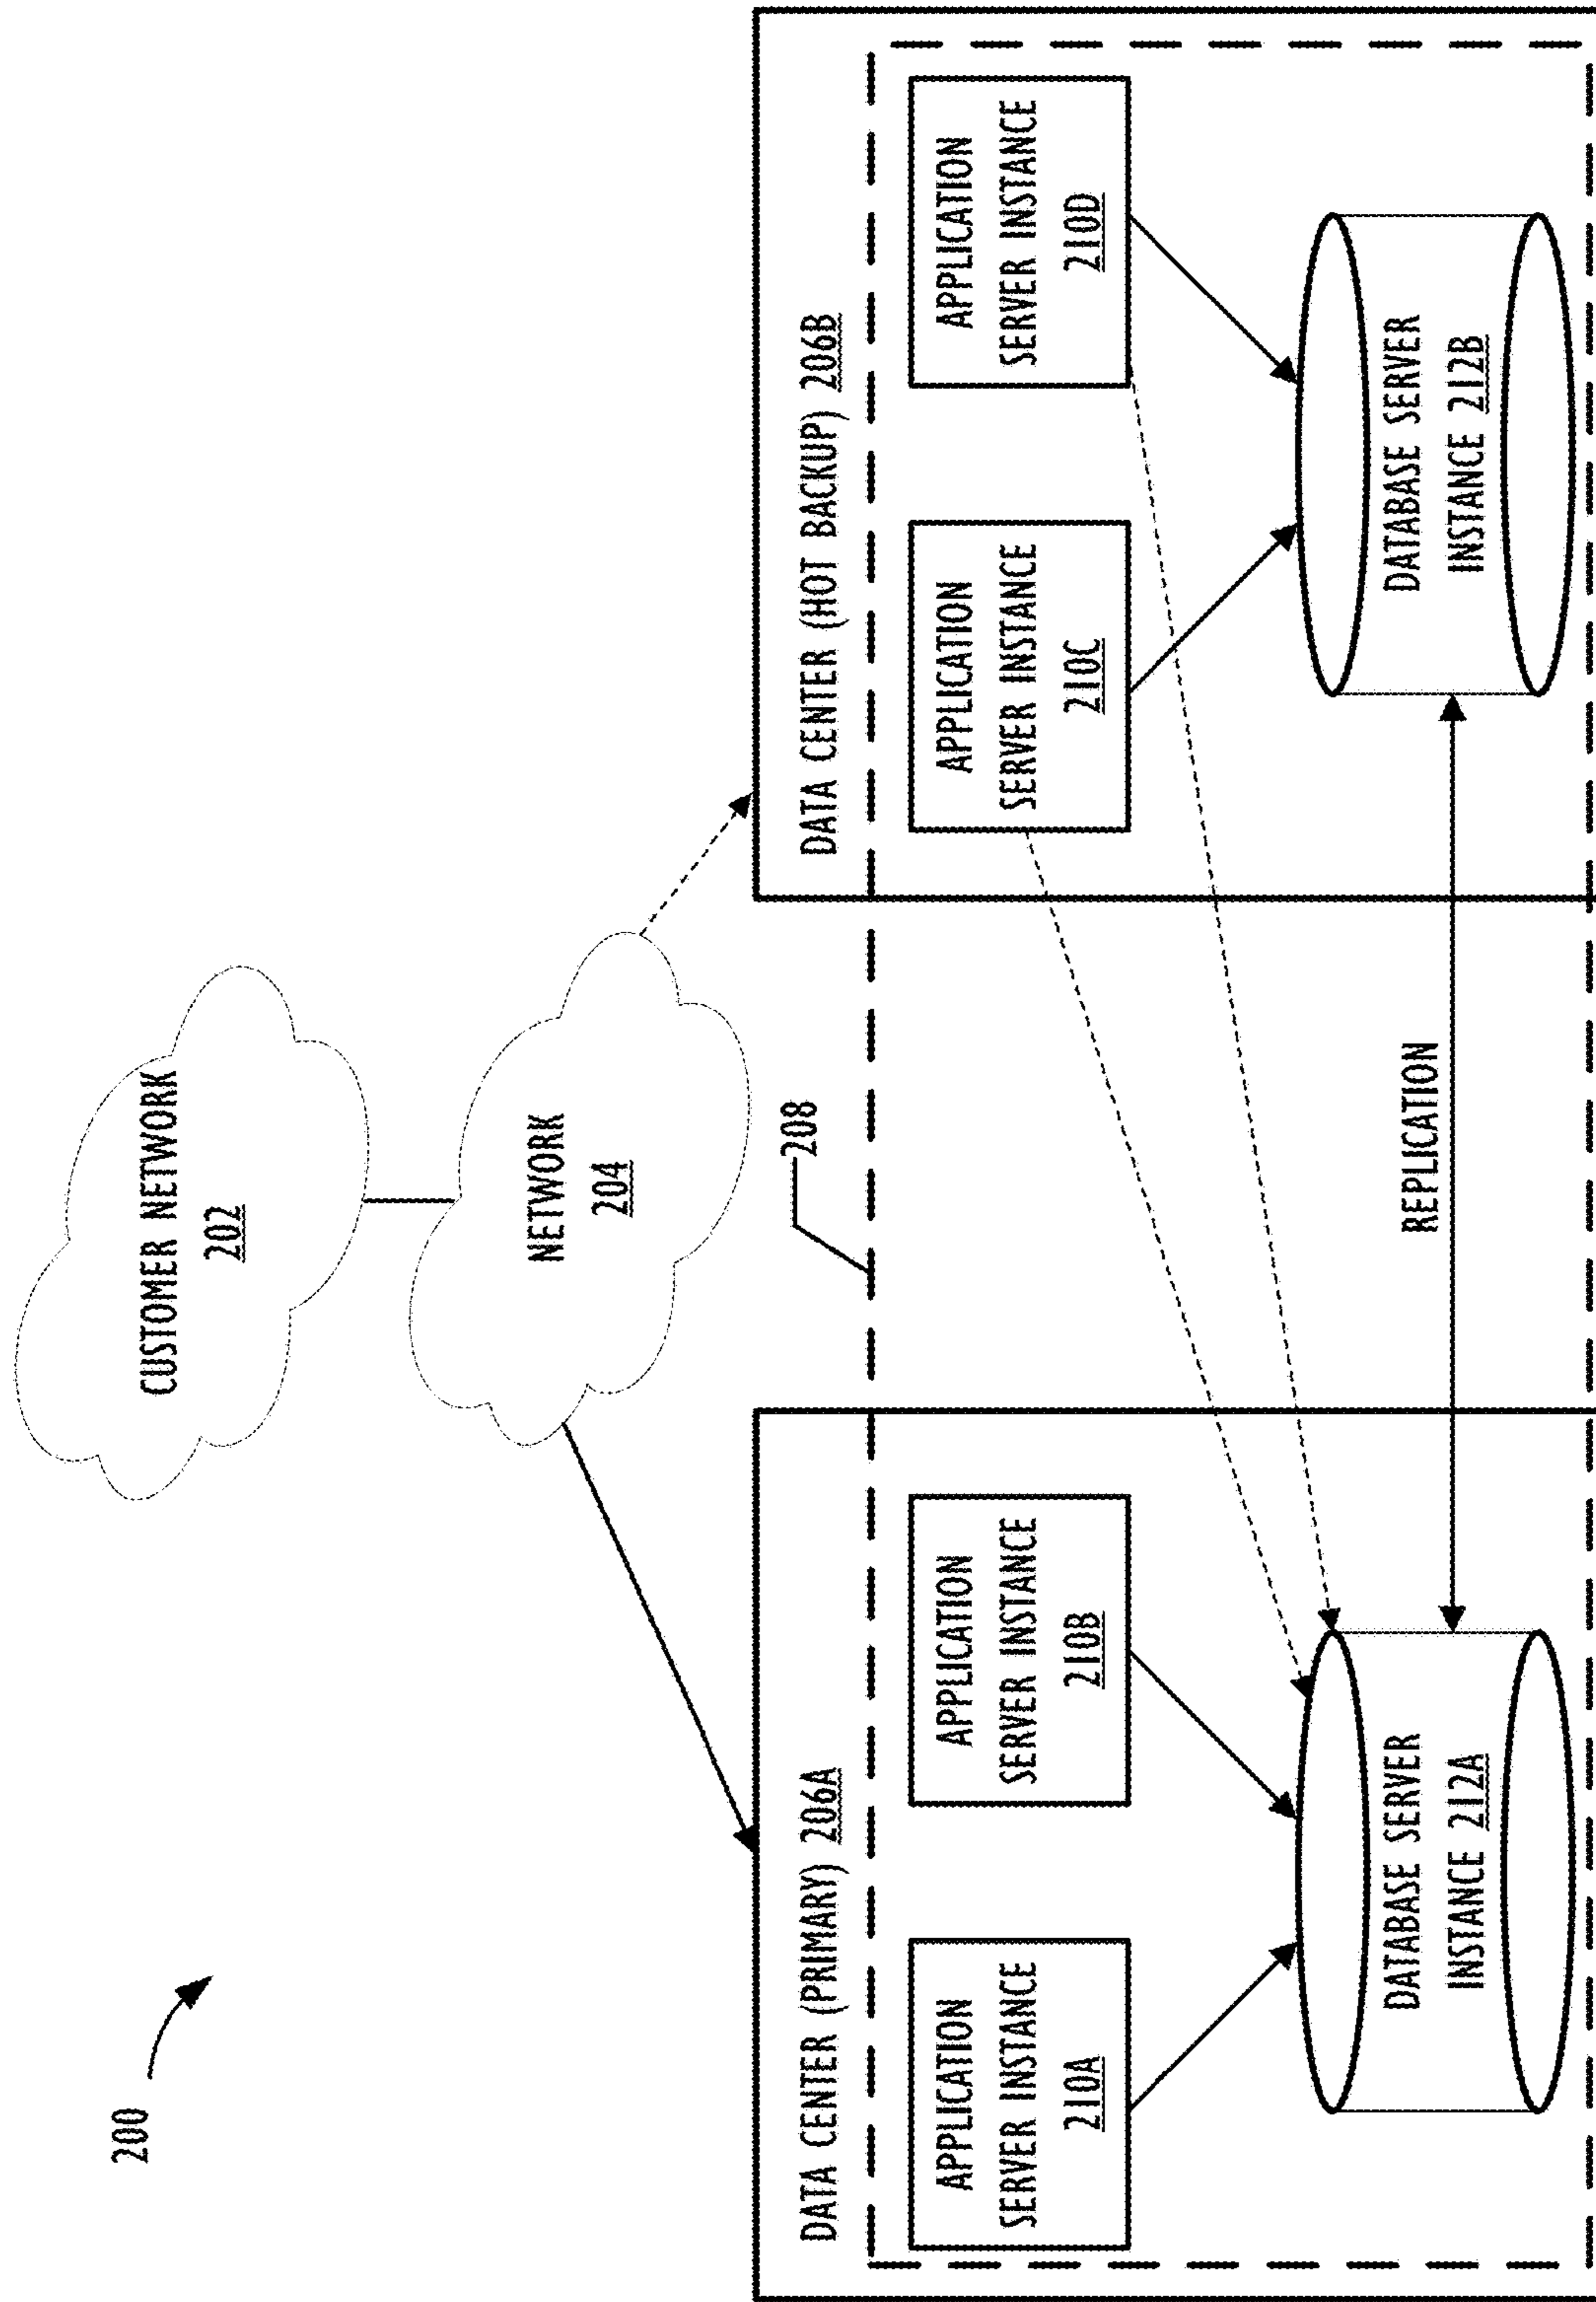 200
CUSTOMER NETWORK
202
NETWORK
204
208
DATA CENTER (PRIMARY) 206A
APPLICATION
SERVER INSTANCE
210A
APPLICATION
SERVER INSTANCE
210B
DATABASE SERVER
INSTANCE 212A
REPLICATION
DATA CENTER (HOT BACKUP) 206B
APPLICATION
SERVER INSTANCE
210C
APPLICATION
SERVER INSTANCE
210D
DATABASE SERVER
INSTANCE 212B